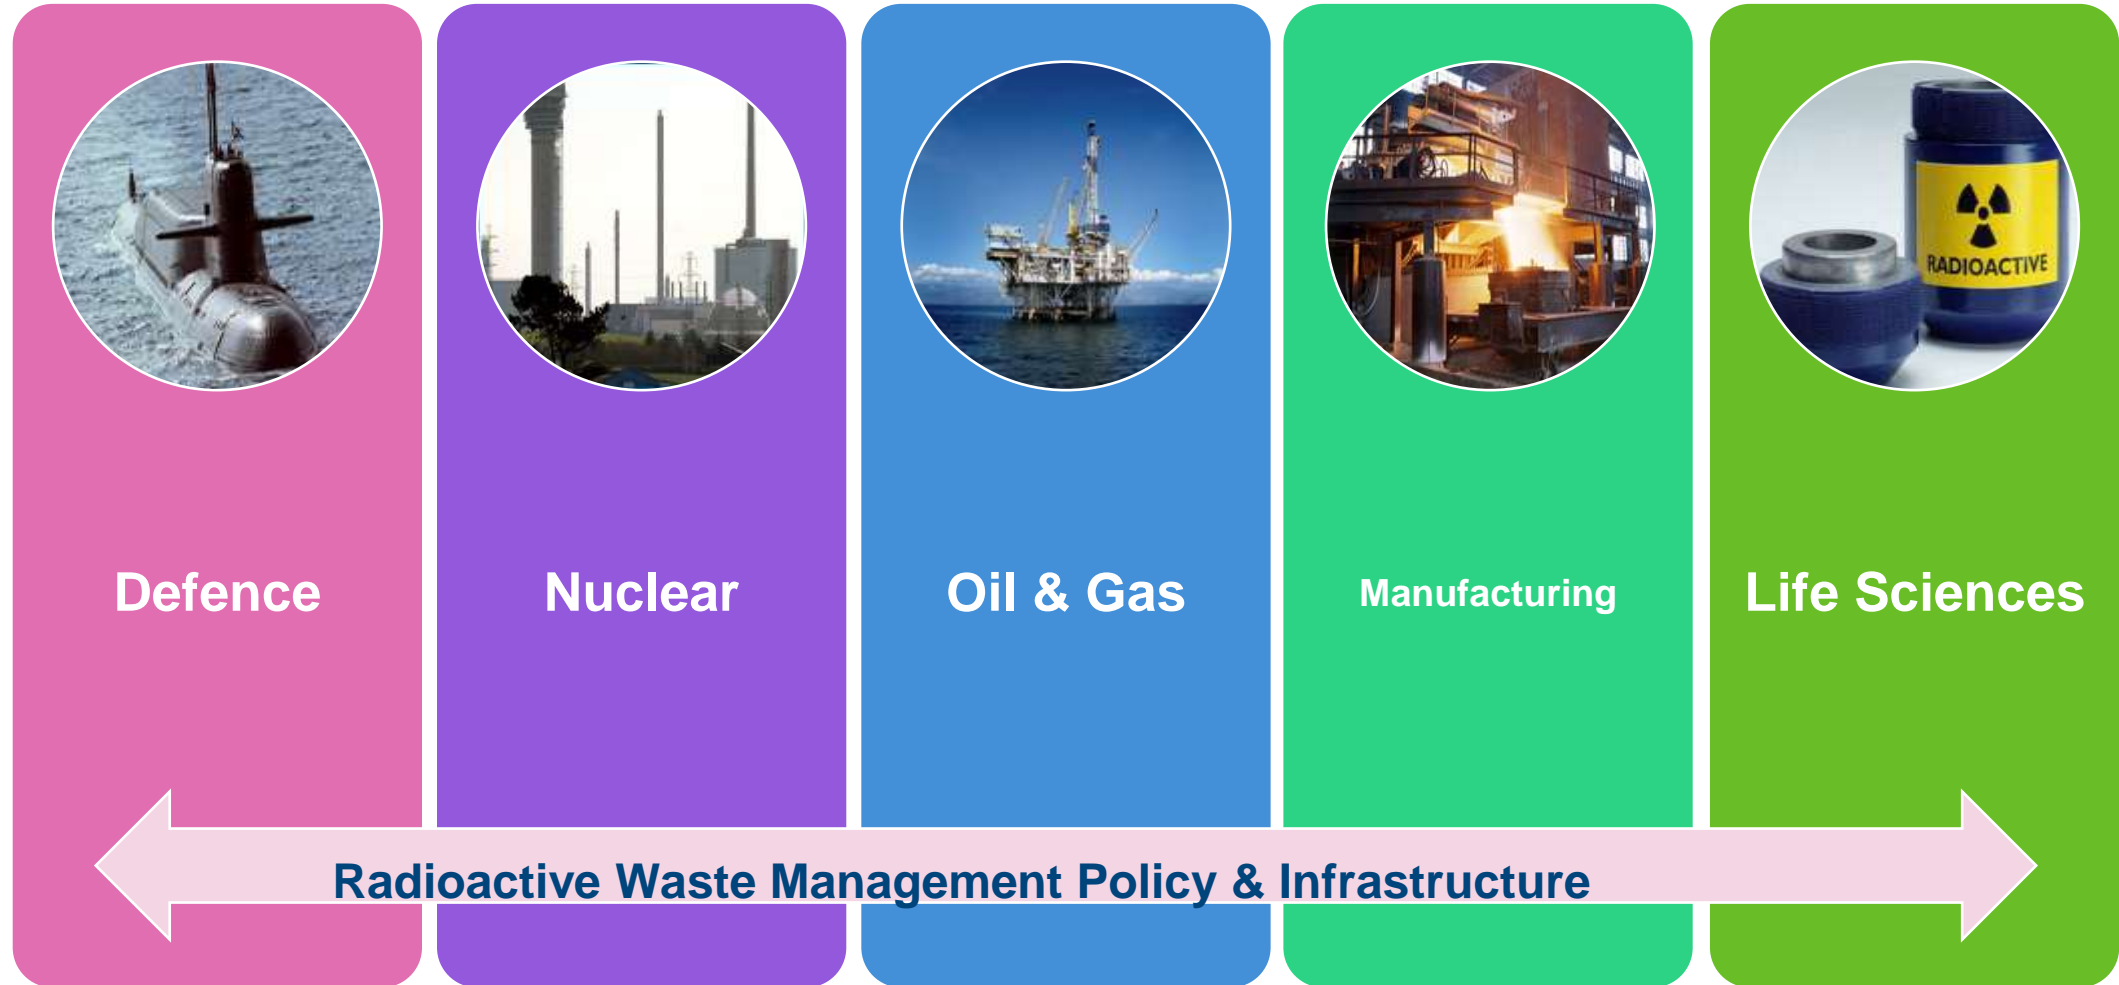 RADIOACTIVE
Defence
Nuclear
Oil & Gas
Manufacturing
Life Sciences
Radioactive Waste Management Policy & Infrastructure